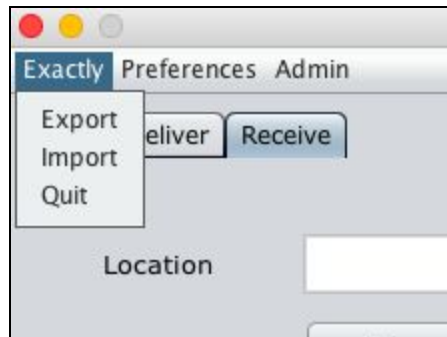 Exactly Preferences Admin
Export
Import
Quit
eliver Receive
Location